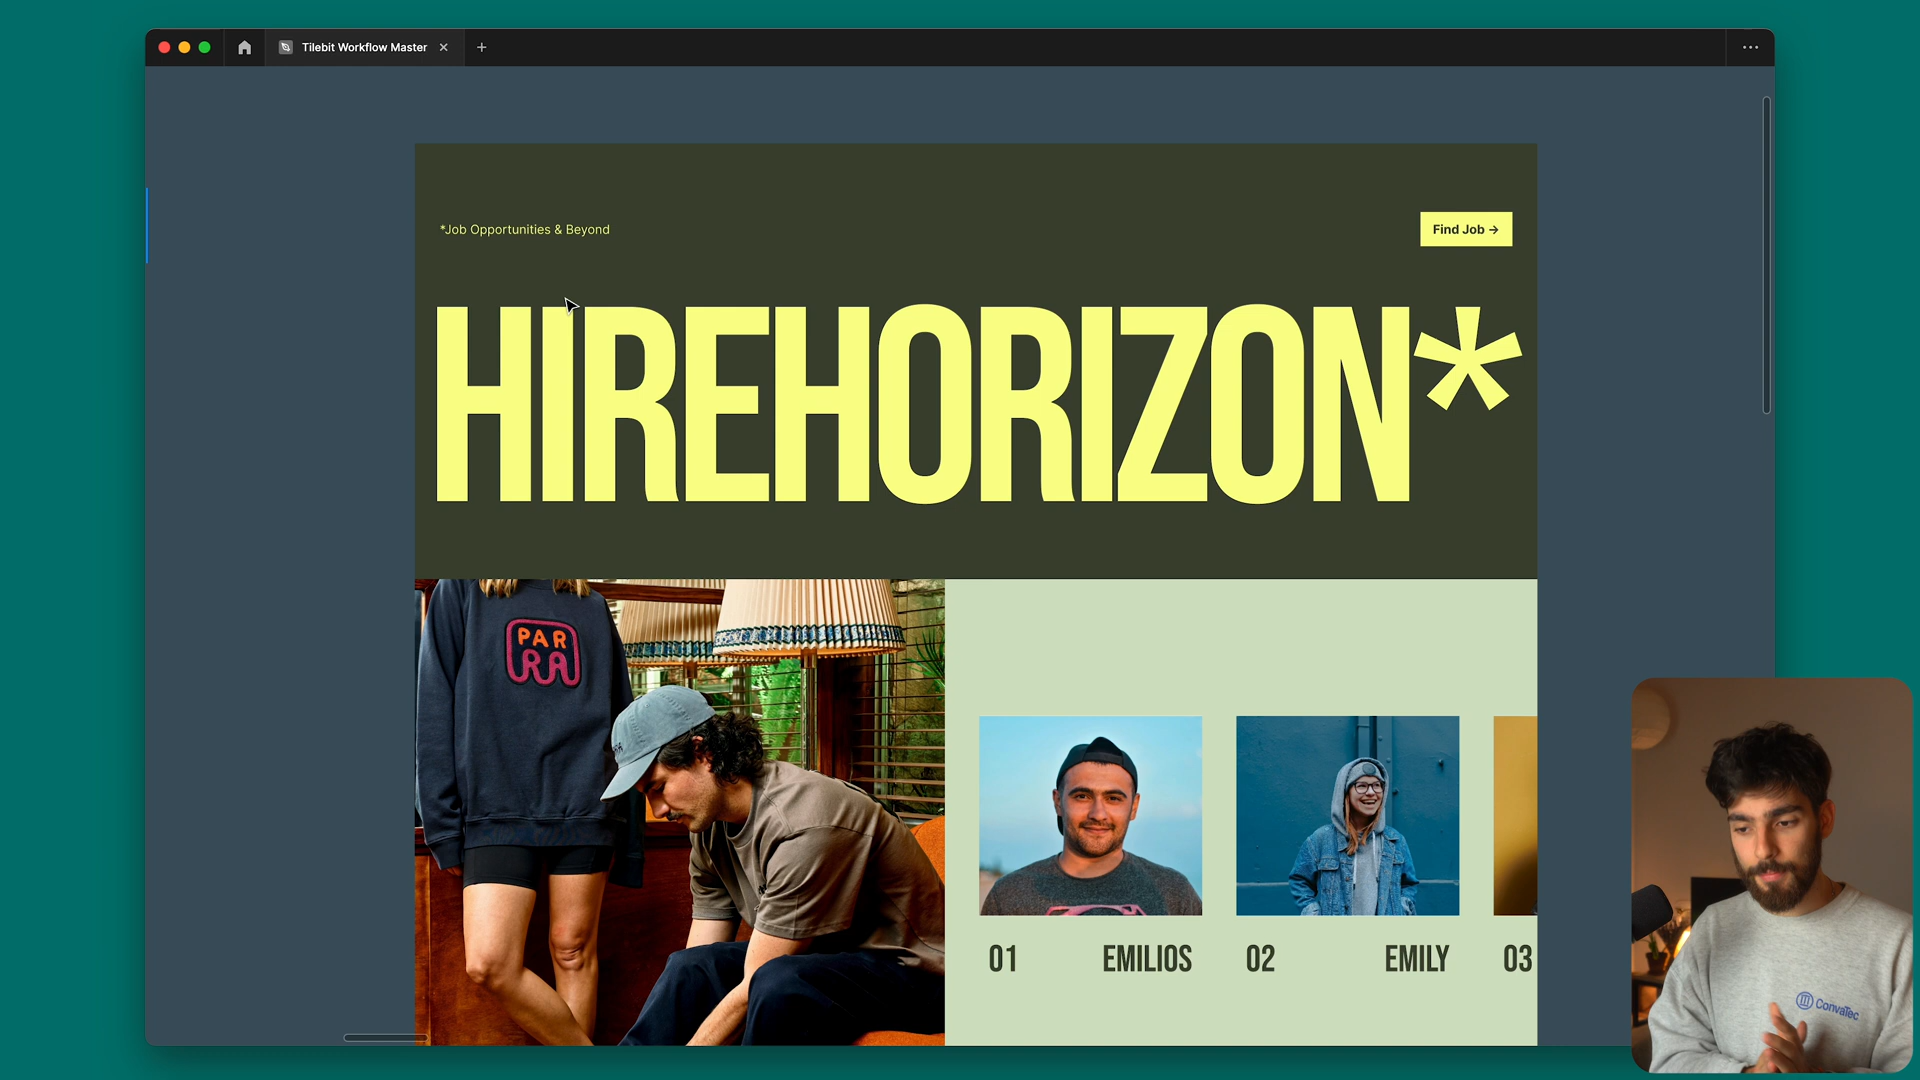 Tilebit Workflow Master
*Job Opportunities & Beyond
Find Job →
HIREHORIZON*
PAR
RA
01 EMILIOS
02 EMILY
03
ConvaTec